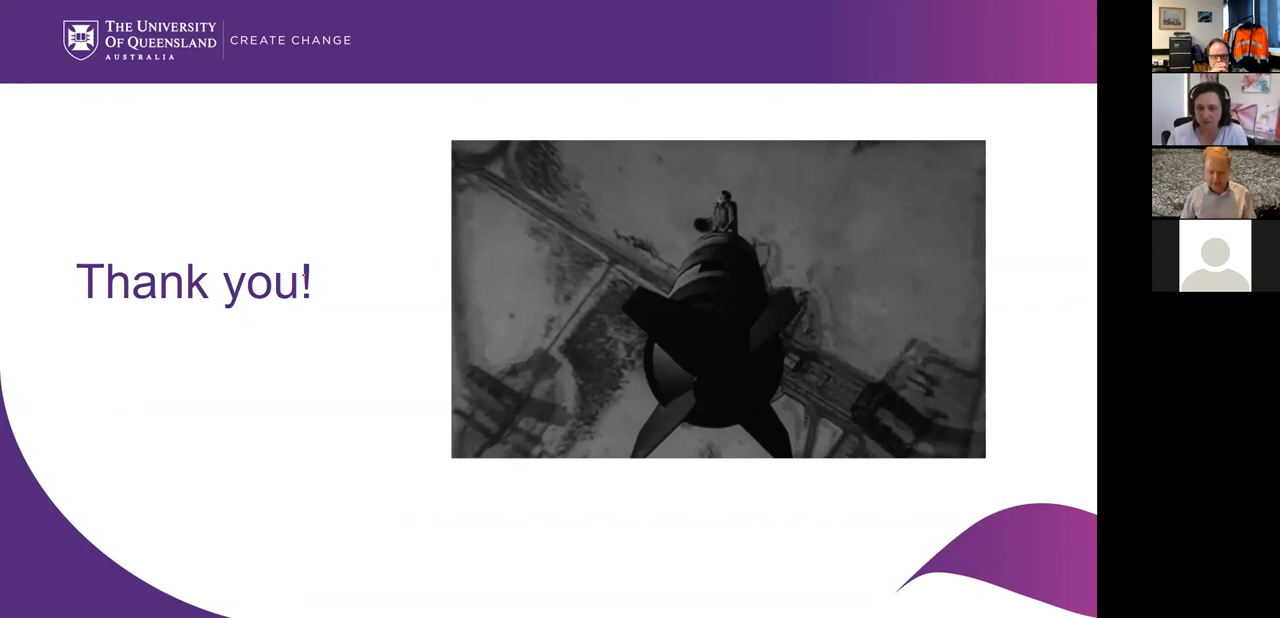 THE UNIVERSITY
OF QUEENSLAND
AUSTRALIA
CREATE CHANGE
Thank you!